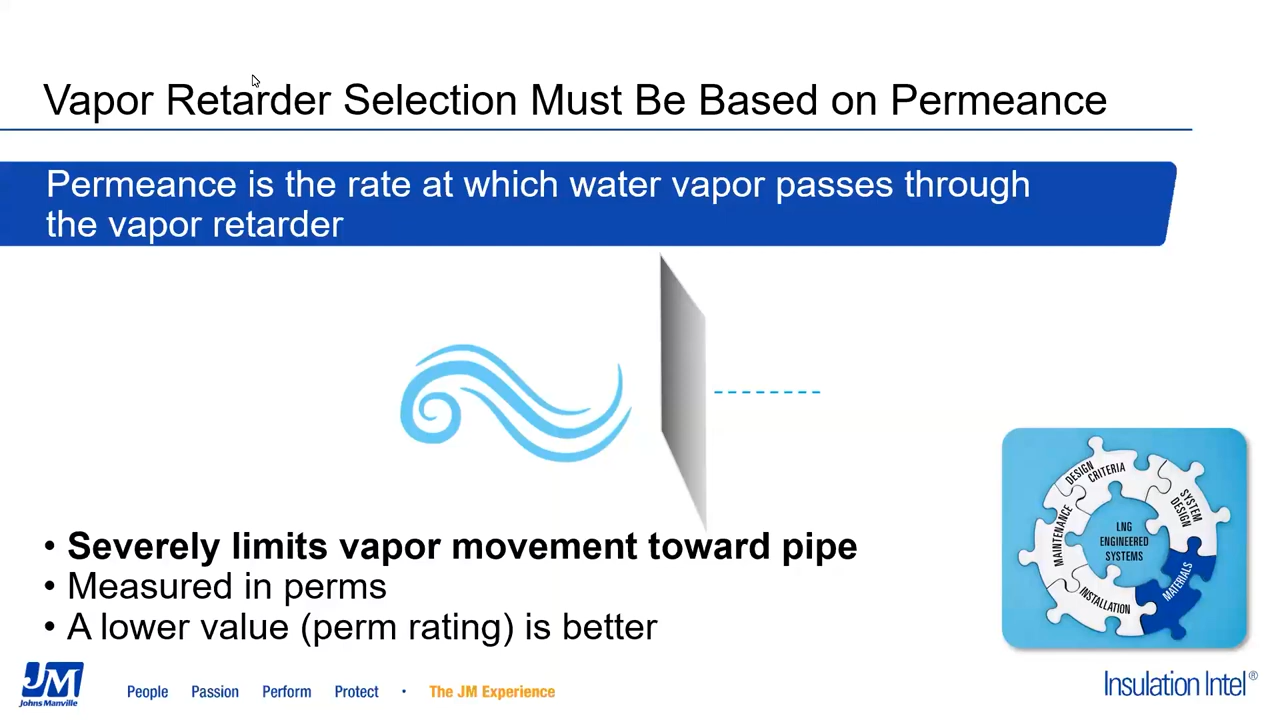 Vapor Retarder Selection Must Be Based on Permeance
Permeance is the rate at which water vapor passes through
the vapor retarder
• Severely limits vapor movement toward pipe
• Measured in perms
• A lower value (perm rating) is better
DESIGN
CRITERIA
SYSTEM
DESIGN
MATERIALS
INSTALLATION
MAINTENANCE
LNG
ENGINEERED
SYSTEMS
JM
Johns Manville
People Passion Perform Protect • The JM Experience
Insulation Intel®